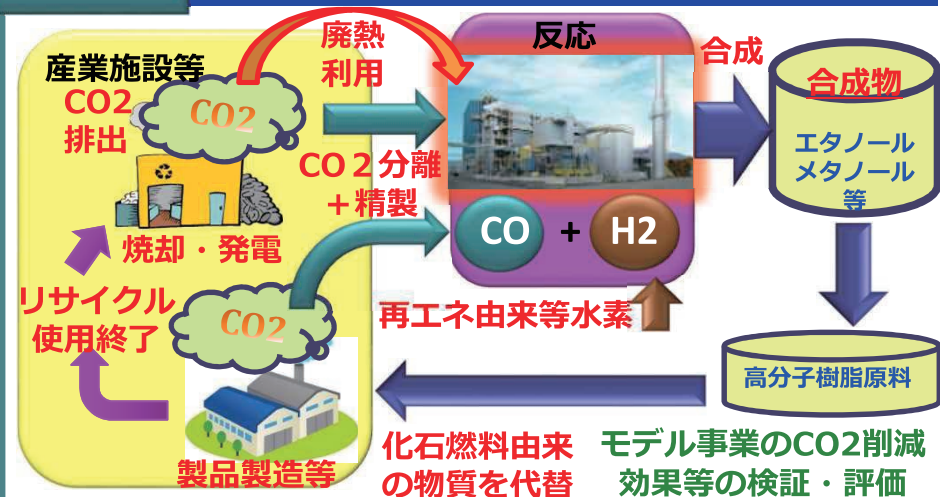 産業施設等
CO2
排出
CO2
焼却・発電
リサイクル
使用終了
CO2
製品製造等
廃熱
利用
CO2分離
＋精製
反応
CO + H2
再エネ由来等水素
合成
合成物
エタノール
メタノール
等
高分子樹脂原料
化石燃料由来
の物質を代替
モデル事業のCO2削減
効果等の検証・評価